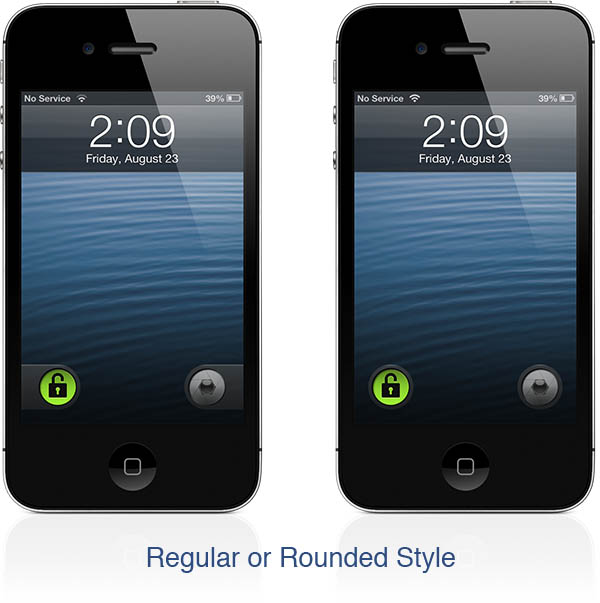 No Service 39%
2:09
Friday, August 23
No Service 39%
2:09
Friday, August 23
Regular or Rounded Style